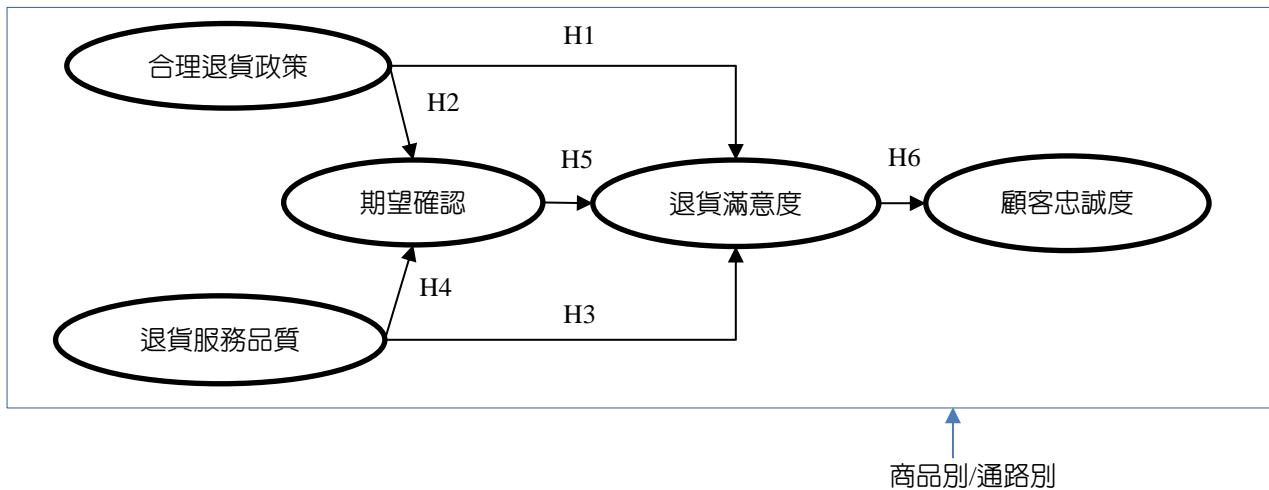 H1
合理退貨政策
H2
H5
H6
期望確認
退貨滿意度
顧客忠誠度
H4
H3
退貨服務品質
商品別/通路別